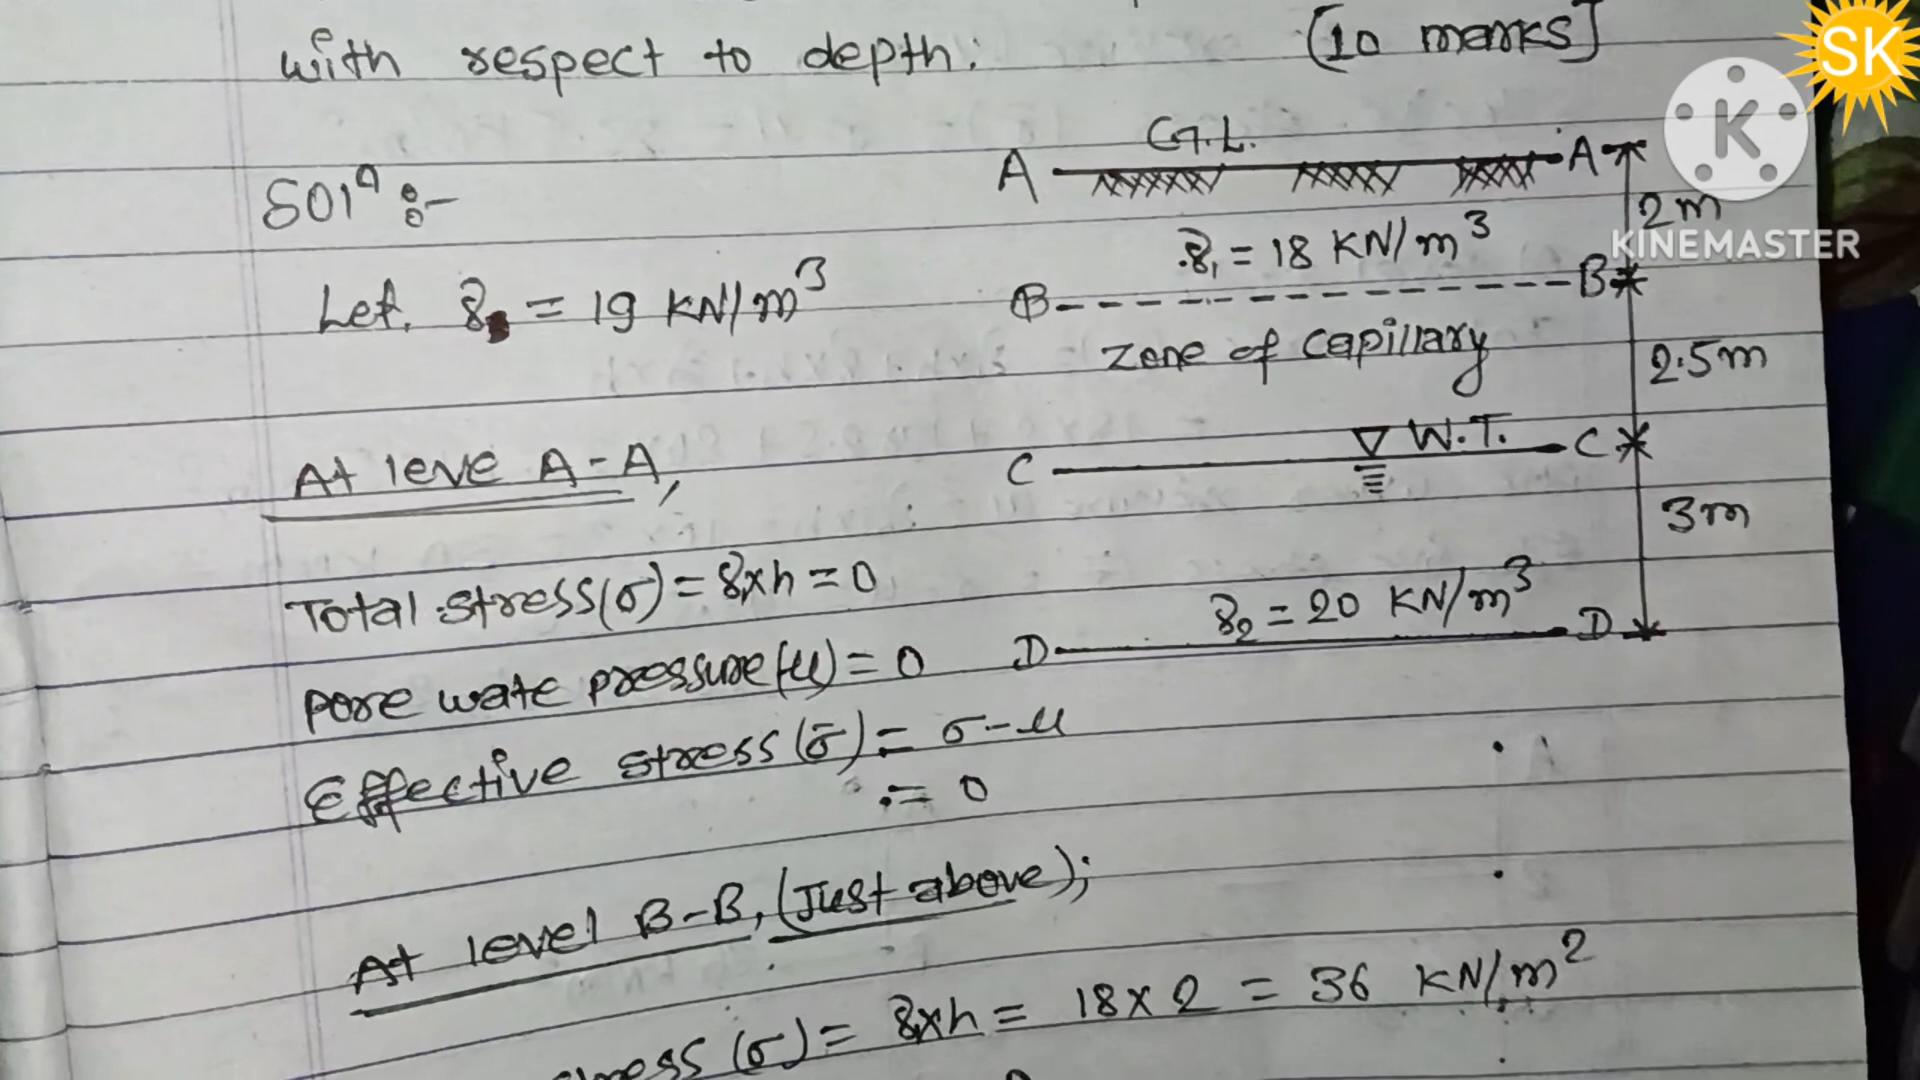 with respect to depth.
[10 marks]
SK
K
KINEMASTER
Solⁿ :-
Let. γ = 19 KN/m³
G.L.
A A
2m
γ₁ = 18 KN/m³
B B
zone of capillary
2.5m
W.T.
C C
3m
γ₂ = 20 KN/m³
D D
At leve A-A,
Total stress(σ) = γ×h = 0
pore wate pressure(u) = 0
Effective stress(σ̄) = σ-u
= 0
At level B-B, (Just above);
stress (σ) = γ×h = 18×2 = 36 KN/m²